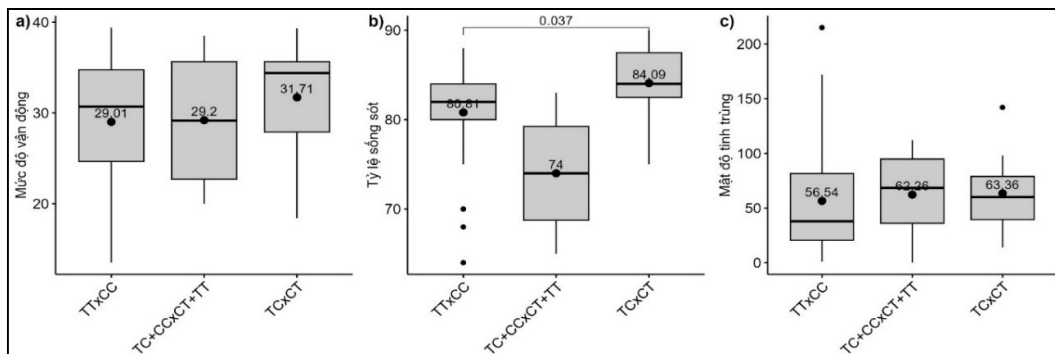 a)
Mức độ vận động
40
30
20
29,01
29,2
31,71
TTxCC
TC+CCxCT+TT
TCxCT
b)
Tỷ lệ sống sót
90
80
70
0.037
80,81
74
84,09
TTxCC
TC+CCxCT+TT
TCxCT
c)
Mật độ tinh trùng
200
150
100
50
0
56,54
62,26
63,36
TTxCC
TC+CCxCT+TT
TCxCT